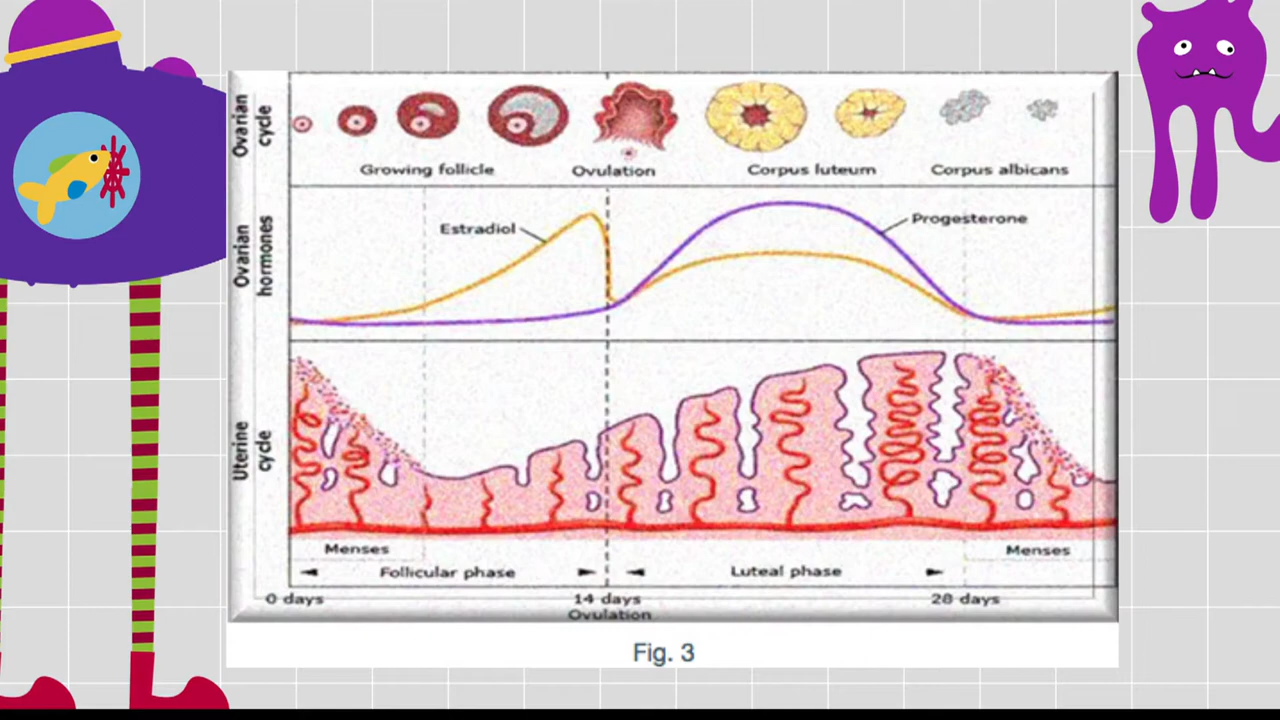 Ovarian
cycle
Growing follicle
Ovulation
Corpus luteum
Corpus albicans
Ovarian
hormones
Estradiol
Progesterone
Uterine
cycle
Menses
Menses
Follicular phase
Luteal phase
0 days
14 days
28 days
Ovulation
Fig. 3